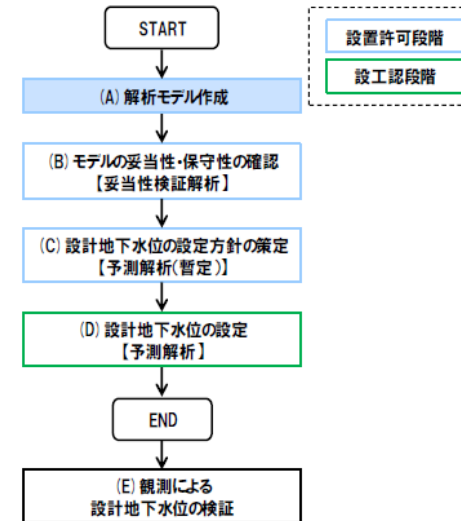 START
設置許可段階
設工認段階
(A) 解析モデル作成
(B) モデルの妥当性・保守性の確認
【妥当性検証解析】
(C) 設計地下水位の設定方針の策定
【予測解析(暫定)】
(D) 設計地下水位の設定
【予測解析】
END
(E) 観測による
設計地下水位の検証